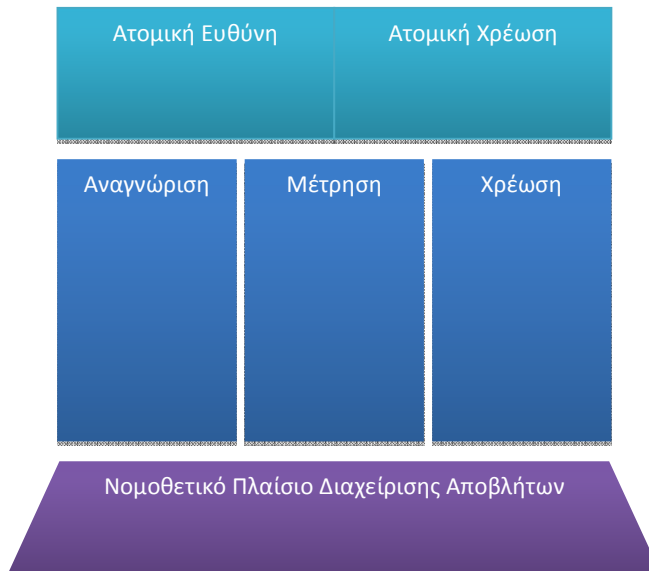 Ατομική Ευθύνη
Ατομική Χρέωση
Αναγνώριση
Μέτρηση
Χρέωση
Νομοθετικό Πλαίσιο Διαχείρισης Αποβλήτων